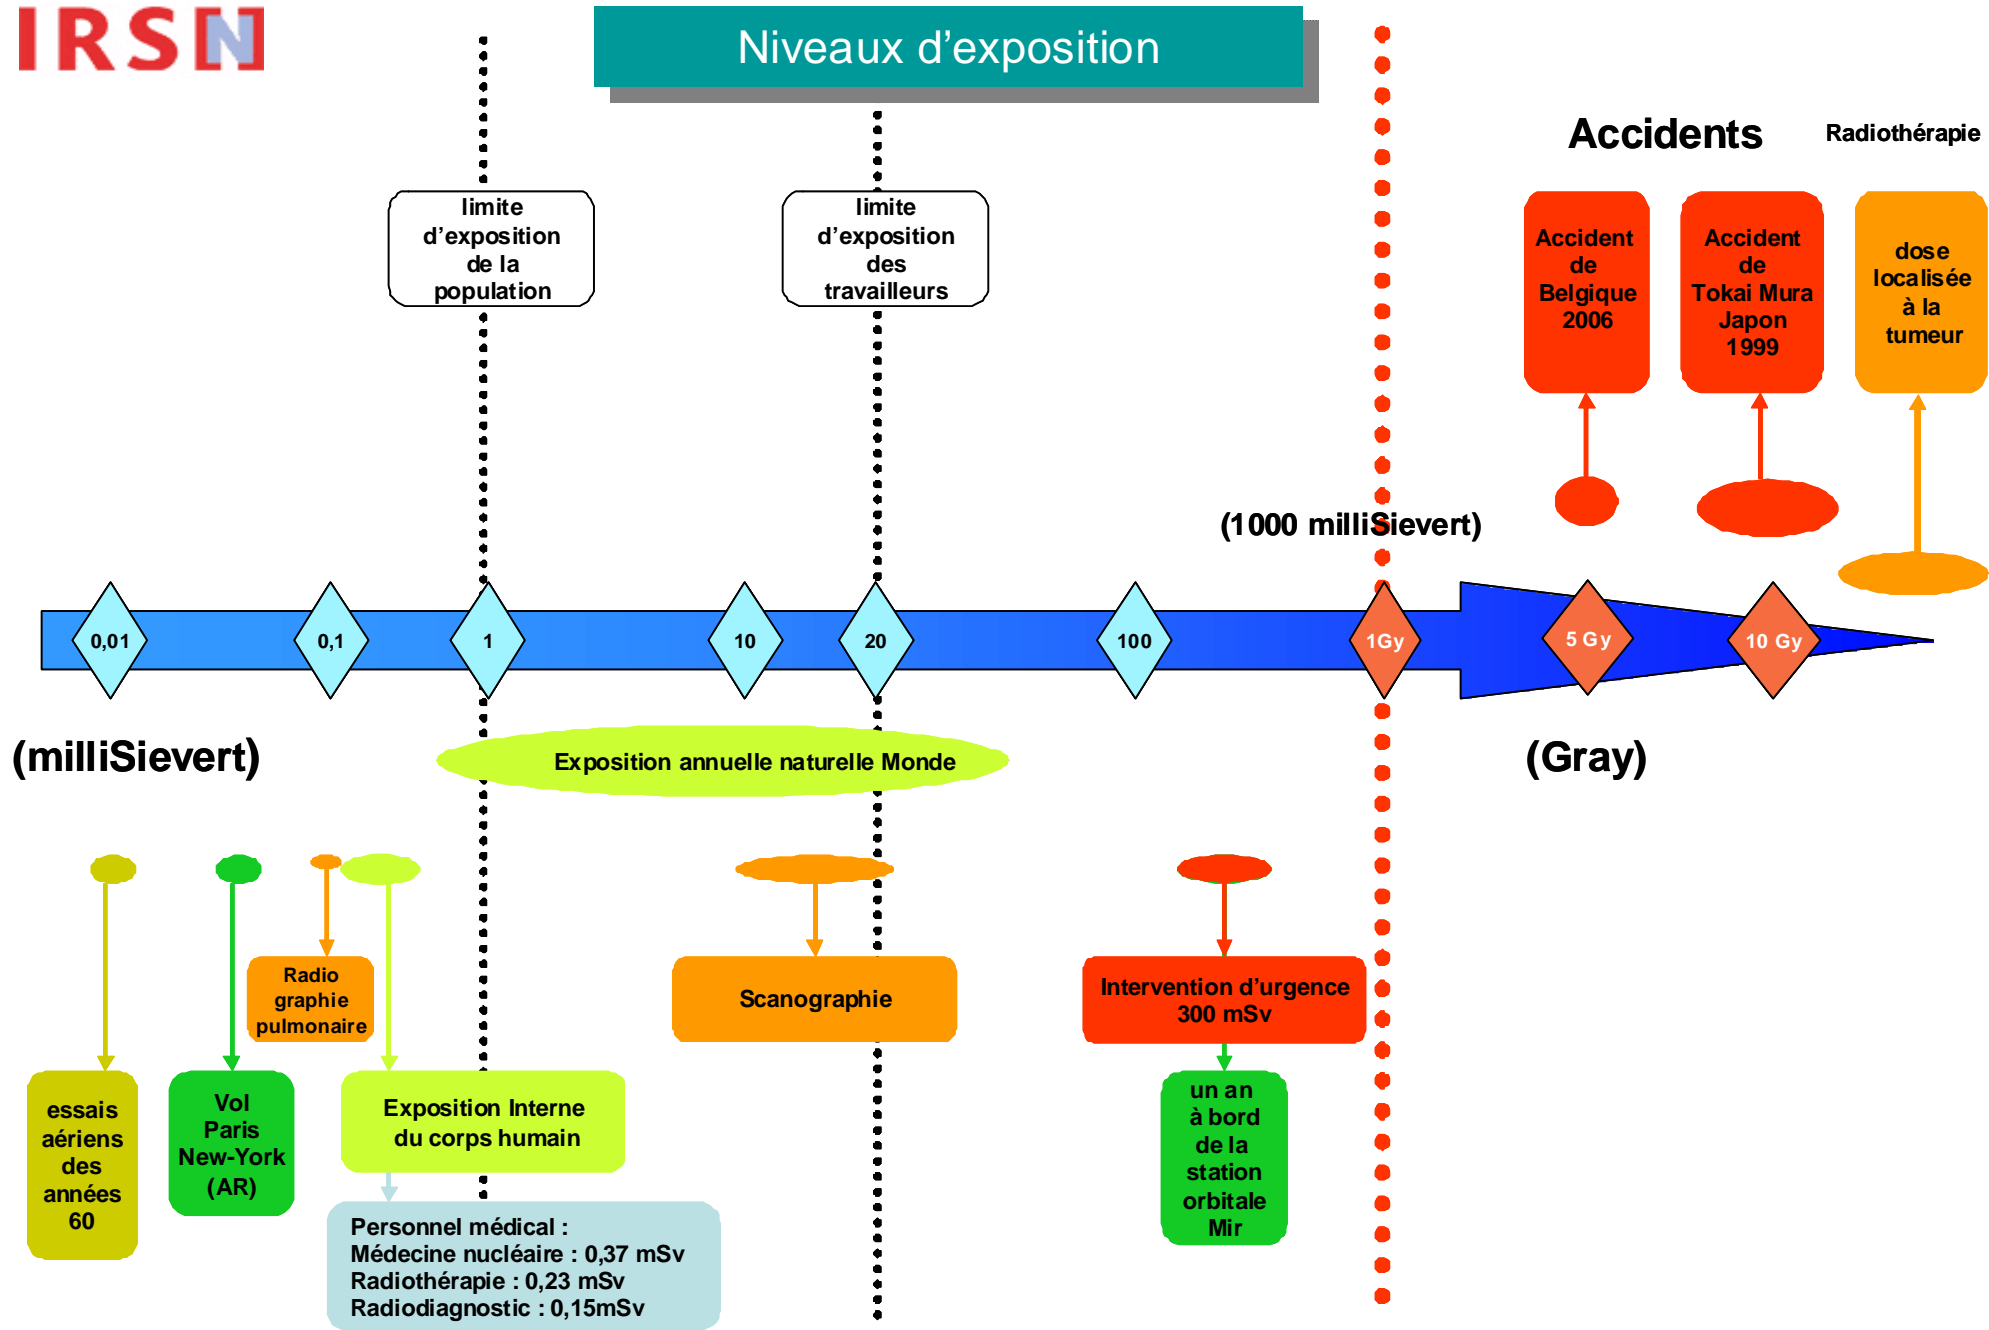 IRSN
Niveaux d'exposition
Accidents
Radiothérapie
limite
d'exposition
de la
population
limite
d'exposition
des
travailleurs
Accident
de
Belgique
2006
Accident
de
Tokai Mura
Japon
1999
dose
localisée
à la
tumeur
(1000 milliSievert)
0,01
0,1
1
10
20
100
1Gy
5 Gy
10 Gy
(milliSievert)
Exposition annuelle naturelle Monde
(Gray)
Radio
graphie
pulmonaire
Scanographie
Intervention d'urgence
300 mSv
essais
aériens
des
années
60
Vol
Paris
New-York
(AR)
Exposition Interne
du corps humain
un an
à bord
de la
station
orbitale
Mir
Personnel médical :
Médecine nucléaire : 0,37 mSv
Radiothérapie : 0,23 mSv
Radiodiagnostic : 0,15mSv